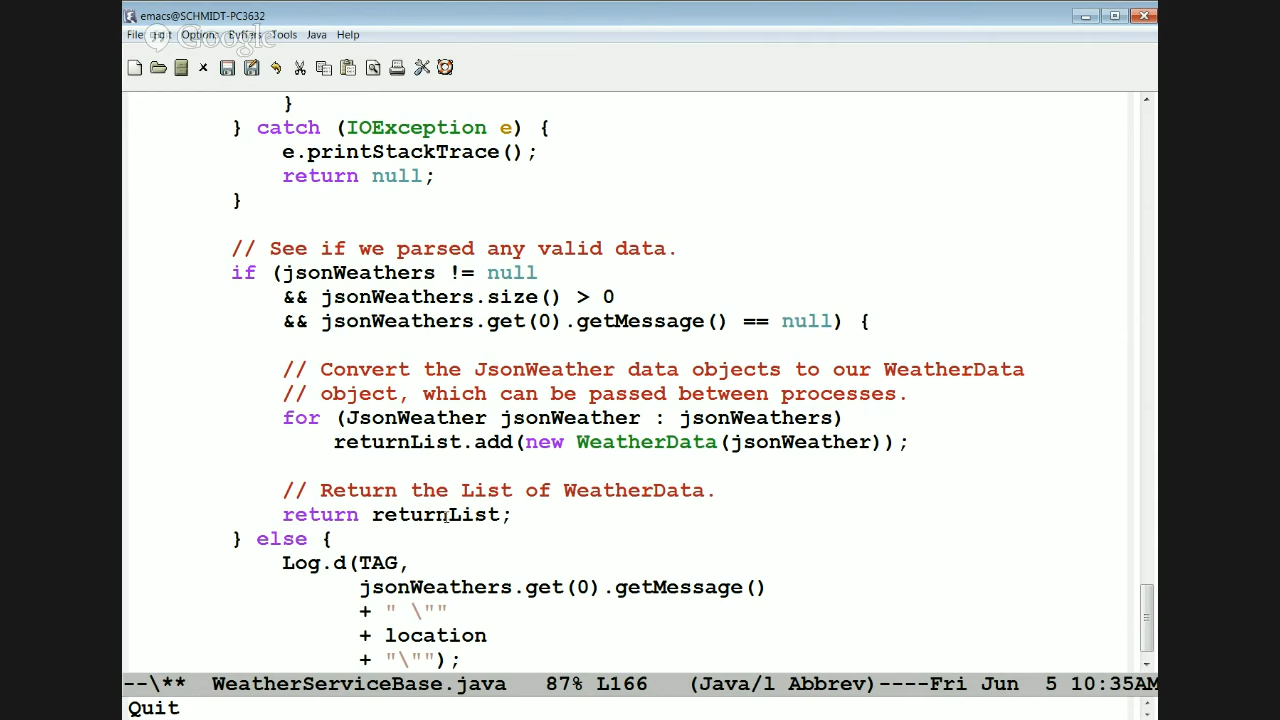 emacs@SCHMIDT-PC3632
File Edit Options Buffers Tools Java Help
Google
}
} catch (IOException e) {
e.printStackTrace();
return null;
}
// See if we parsed any valid data.
if (jsonWeathers != null
&& jsonWeathers.size() > 0
&& jsonWeathers.get(0).getMessage() == null) {
// Convert the JsonWeather data objects to our WeatherData
// object, which can be passed between processes.
for (JsonWeather jsonWeather : jsonWeathers)
returnList.add(new WeatherData(jsonWeather));
// Return the List of WeatherData.
return returnList;
} else {
Log.d(TAG,
jsonWeathers.get(0).getMessage()
+ " \""
+ location
+ "\"");
--\** WeatherServiceBase.java 87% L166 (Java/l Abbrev)----Fri Jun 5 10:35AM
Quit